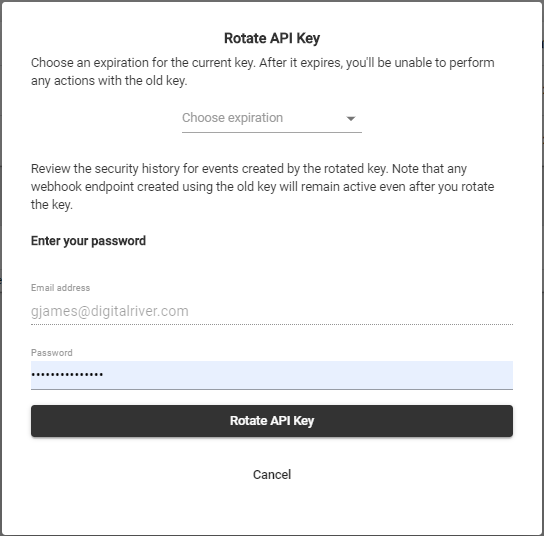 Rotate API Key
Choose an expiration for the current key. After it expires, you'll be unable to perform
any actions with the old key.
Choose expiration
Review the security history for events created by the rotated key. Note that any
webhook endpoint created using the old key will remain active even after you rotate
the key.
Enter your password
Email address
gjames@digitalriver.com
Password
•••••••••••••••
Rotate API Key
Cancel